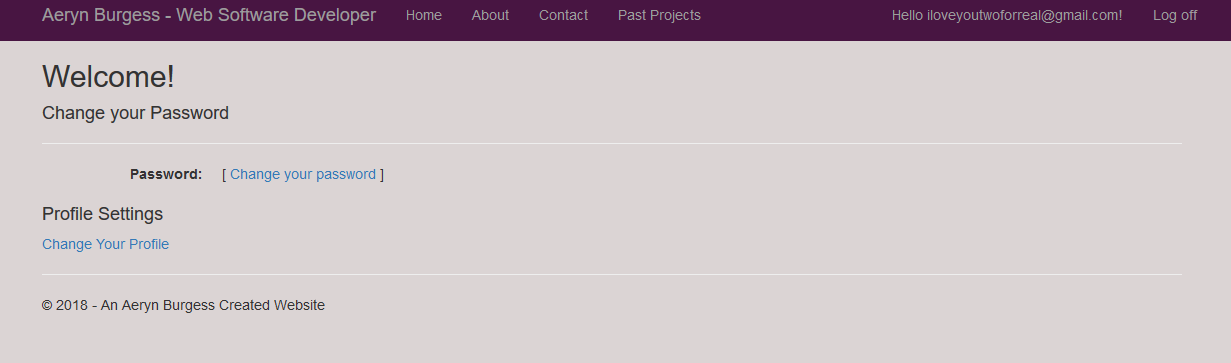 Aeryn Burgess - Web Software Developer Home About Contact Past Projects Hello iloveyoutwoforreal@gmail.com! Log off
Welcome!
Change your Password
Password: [ Change your password ]
Profile Settings
Change Your Profile
© 2018 - An Aeryn Burgess Created Website